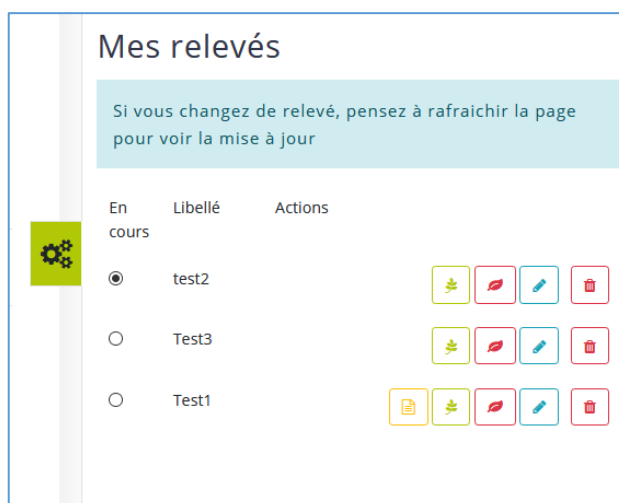 Mes relevés
Si vous changez de relevé, pensez à rafraichir la page
pour voir la mise à jour
En cours Libellé Actions
test2
Test3
Test1